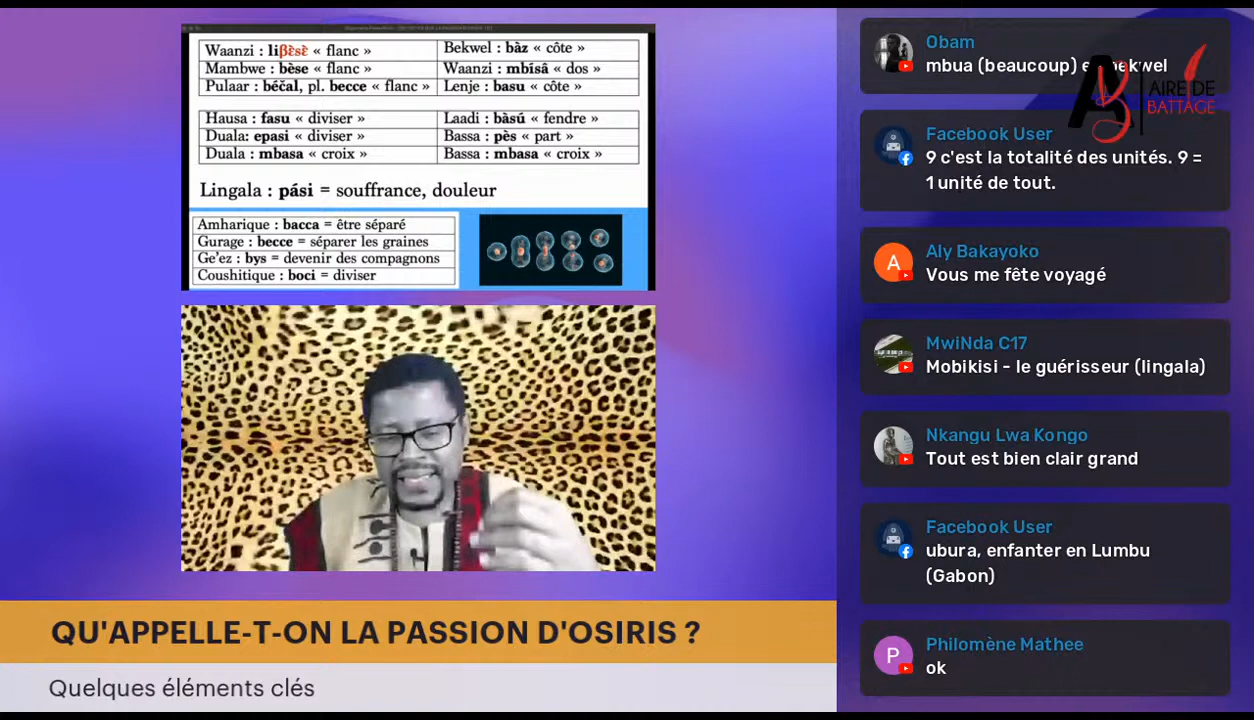 Waanzi : liβὲsὲ « flanc »
Bekwel : bàz « côte »
Mambwe : bèse « flanc »
Waanzi : mbísâ « dos »
Pulaar : béčal, pl. becce « flanc »
Lenje : basu « côte »
Hausa : fasu « diviser »
Laadi : bàsú « fendre »
Duala: epasi « diviser »
Bassa : pès « part »
Duala : mbasa « croix »
Bassa : mbasa « croix »
Lingala : pási = souffrance, douleur
Amharique : bacca = être séparé
Gurage : becce = séparer les graines
Ge'ez : bys = devenir des compagnons
Coushitique : boci = diviser
QU'APPELLE-T-ON LA PASSION D'OSIRIS ?
Quelques éléments clés
AIRE DE
BATTAGE
Obam
mbua (beaucoup) en bekwel
Facebook User
9 c'est la totalité des unités. 9 =
1 unité de tout.
Aly Bakayoko
Vous me fête voyagé
MwiNda C17
Mobikisi - le guérisseur (lingala)
Nkangu Lwa Kongo
Tout est bien clair grand
Facebook User
ubura, enfanter en Lumbu
(Gabon)
Philomène Mathee
ok